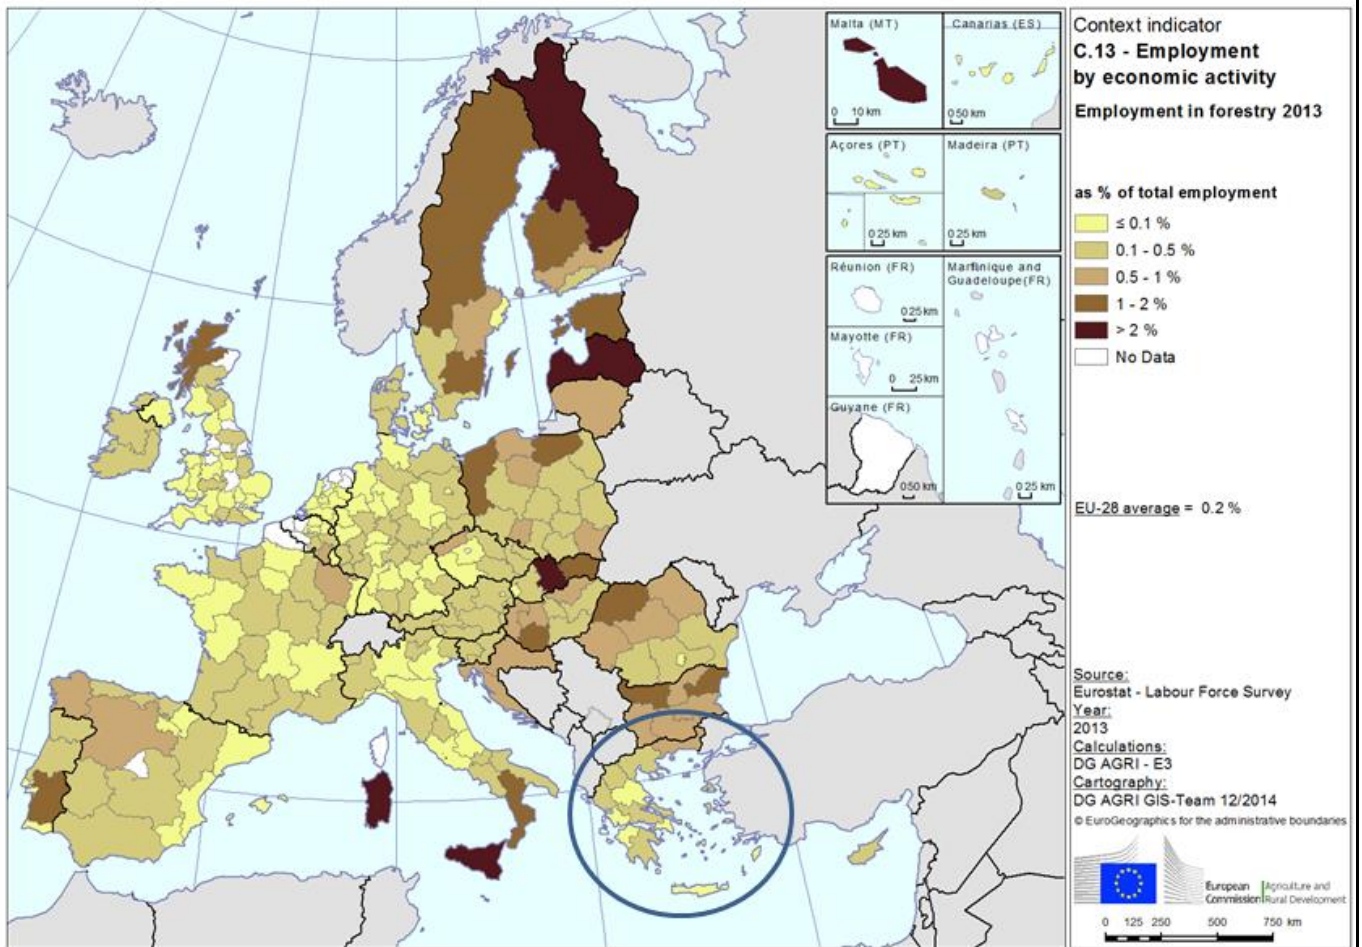 Malta (MT)
0 10 km
Canarias (ES)
0 50 km
Açores (PT)
0 25 km
Madeira (PT)
0 25 km
Réunion (FR)
0 25 km
Martinique and
Guadeloupe(FR)
Mayotte (FR)
0 25 km
Guyane (FR)
0 50 km
0 25 km
Context indicator
C.13 - Employment
by economic activity
Employment in forestry 2013
as % of total employment
≤ 0.1 %
0.1 - 0.5 %
0.5 - 1 %
1 - 2 %
> 2 %
No Data
EU-28 average = 0.2 %
Source:
Eurostat - Labour Force Survey
Year:
2013
Calculations:
DG AGRI - E3
Cartography:
DG AGRI GIS-Team 12/2014
© EuroGeographics for the administrative boundaries
European
Commission
Agriculture and
Rural Development
0 125 250 500 750 km